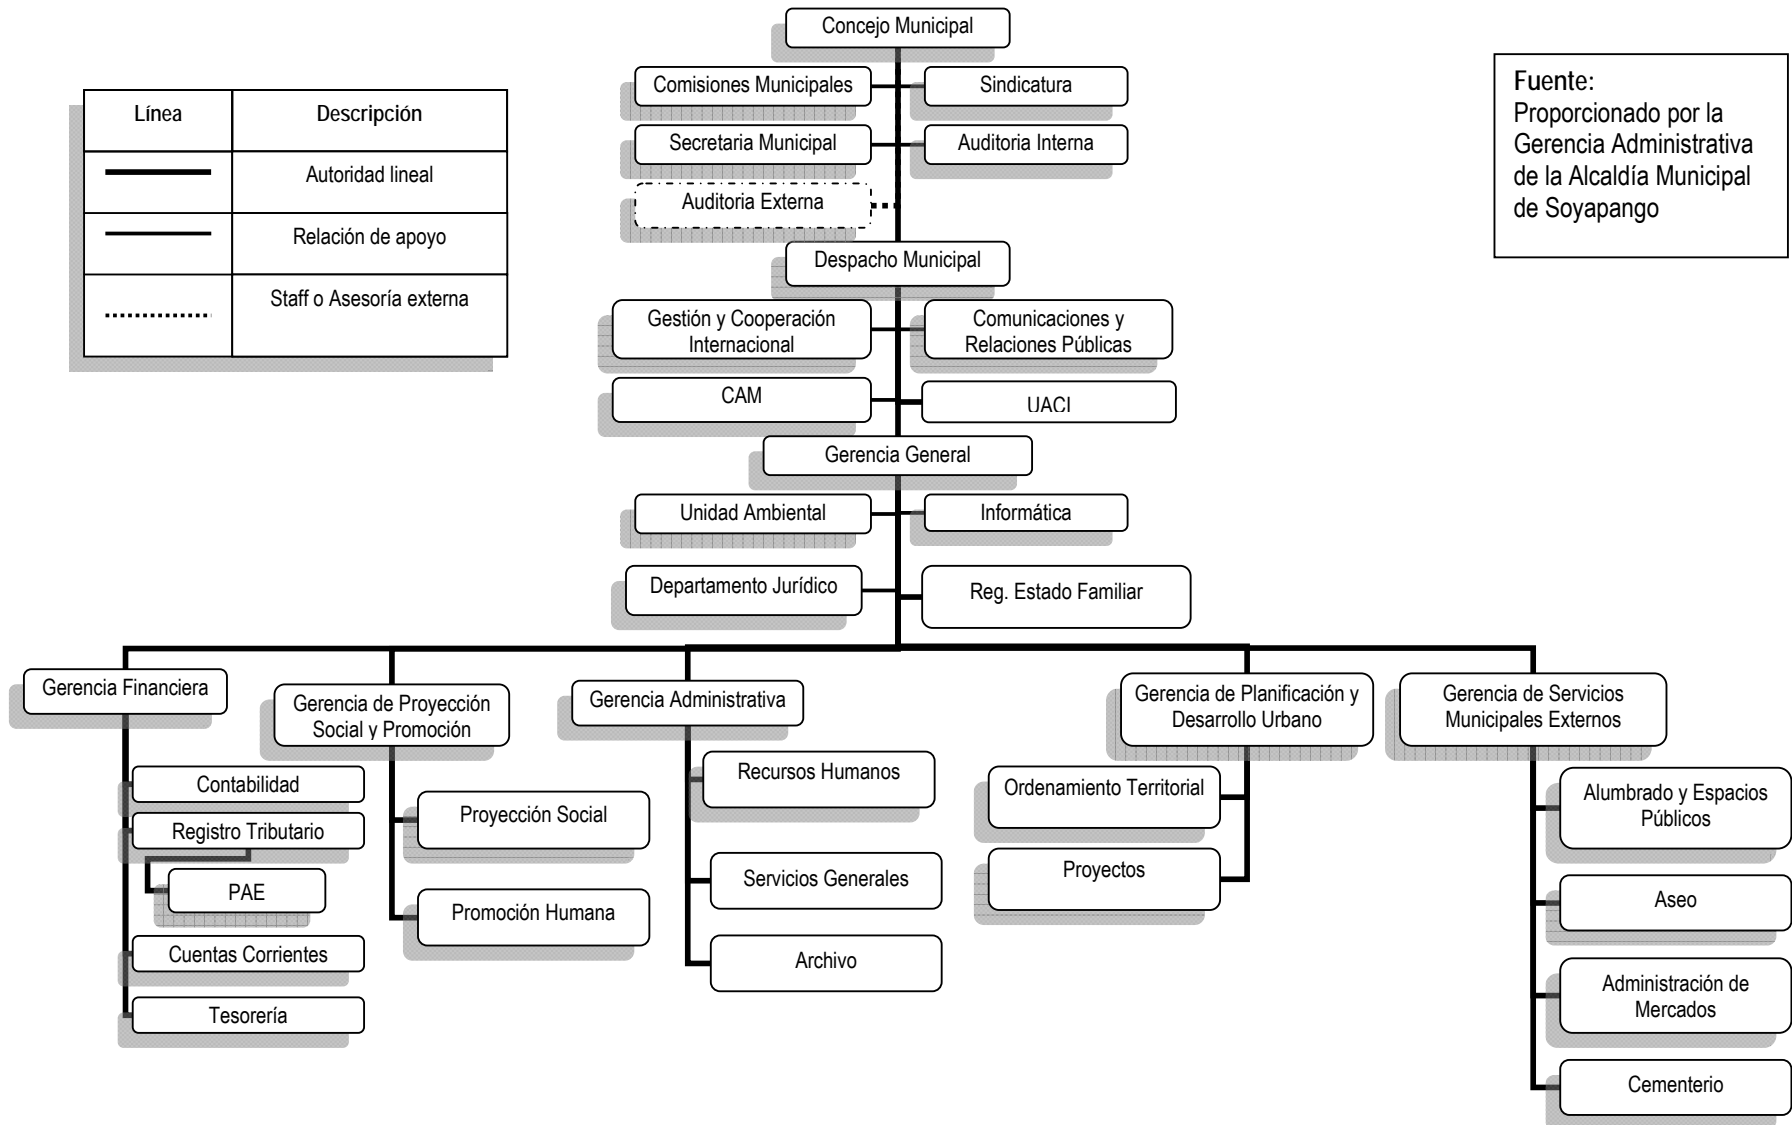 Concejo Municipal
Comisiones Municipales
Sindicatura
Secretaria Municipal
Auditoria Interna
Auditoria Externa
Despacho Municipal
Línea
Descripción
Autoridad lineal
Relación de apoyo
Staff o Asesoría externa
Fuente:
Proporcionado por la
Gerencia Administrativa
de la Alcaldía Municipal
de Soyapango
Gestión y Cooperación
Internacional
Comunicaciones y
Relaciones Públicas
CAM
UACI
Gerencia General
Unidad Ambiental
Informática
Departamento Jurídico
Reg. Estado Familiar
Gerencia Financiera
Contabilidad
Registro Tributario
PAE
Cuentas Corrientes
Tesorería
Gerencia de Proyección
Social y Promoción
Proyección Social
Promoción Humana
Gerencia Administrativa
Recursos Humanos
Servicios Generales
Archivo
Gerencia de Planificación y
Desarrollo Urbano
Ordenamiento Territorial
Proyectos
Gerencia de Servicios
Municipales Externos
Alumbrado y Espacios
Públicos
Aseo
Administración de
Mercados
Cementerio